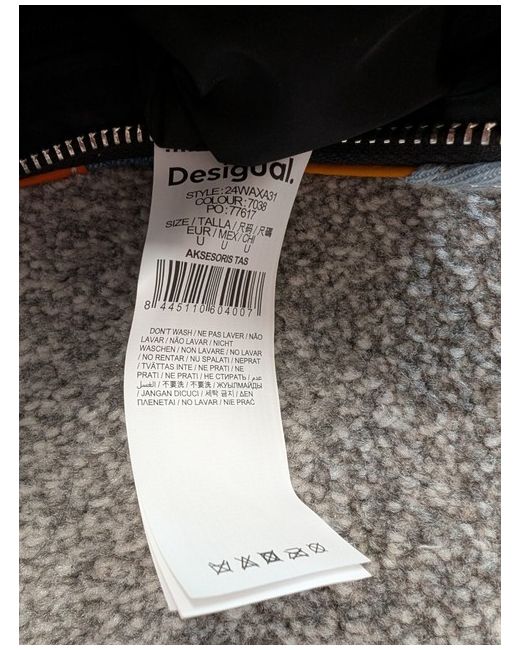 Desigual.
STYLE : 24WAXA31
COLOUR : 7038
PO : 77617
SIZE / TALLA / 尺码 / 尺碼
EUR / MEX / CHI
U U U
AKSESORIS TAS
8 445110 604007
DON'T WASH / NE PAS LAVER / NÃO
LAVAR / NÃO LAVAR / NICHT
WASCHEN / NON LAVARE / NO LAVAR
/ NO RENTAR / NU SPALATI / NEPRAT
/ TVÄTTAS INTE / NE PRATI / NE
PRATI / NE PRATI / НЕ СТИРАТЬ / عدم
الغسل / 不要洗 / 不要洗 / ЖУЫЛМАЙДЫ
/ JANGAN DICUCI / 세탁 금지 / ΔΕΝ
ΠΛΕΝΕΤΑΙ / NO LAVAR / NIE PRAĆ